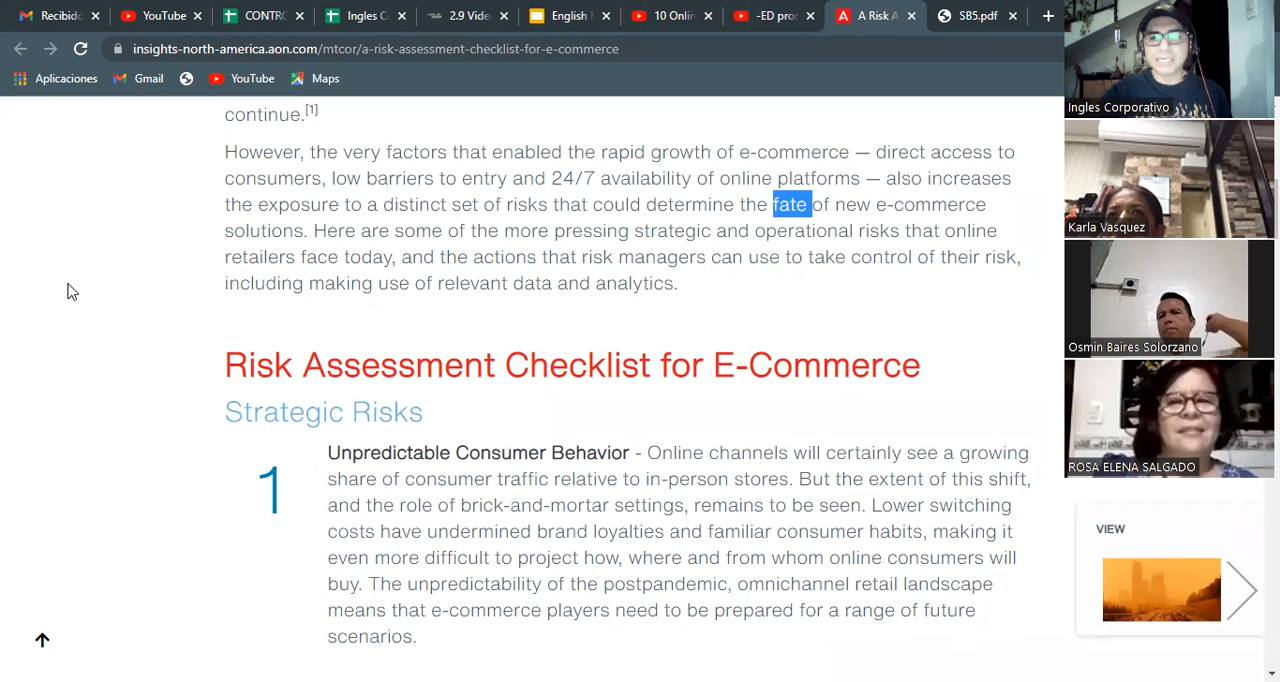 Recibido
YouTube
CONTRO
Ingles C
2.9 Vide
English F
10 Onlin
-ED pron
A Risk A
SB5.pdf
insights-north-america.aon.com/mtcor/a-risk-assessment-checklist-for-e-commerce
Aplicaciones
Gmail
YouTube
Maps
continue.[1]
However, the very factors that enabled the rapid growth of e-commerce — direct access to
consumers, low barriers to entry and 24/7 availability of online platforms — also increases
the exposure to a distinct set of risks that could determine the fate of new e-commerce
solutions. Here are some of the more pressing strategic and operational risks that online
retailers face today, and the actions that risk managers can use to take control of their risk,
including making use of relevant data and analytics.
Risk Assessment Checklist for E-Commerce
Strategic Risks
1
Unpredictable Consumer Behavior - Online channels will certainly see a growing
share of consumer traffic relative to in-person stores. But the extent of this shift,
and the role of brick-and-mortar settings, remains to be seen. Lower switching
costs have undermined brand loyalties and familiar consumer habits, making it
even more difficult to project how, where and from whom online consumers will
buy. The unpredictability of the postpandemic, omnichannel retail landscape
means that e-commerce players need to be prepared for a range of future
scenarios.
Ingles Corporativo
Karla Vasquez
Osmin Baires Solorzano
ROSA ELENA SALGADO
VIEW